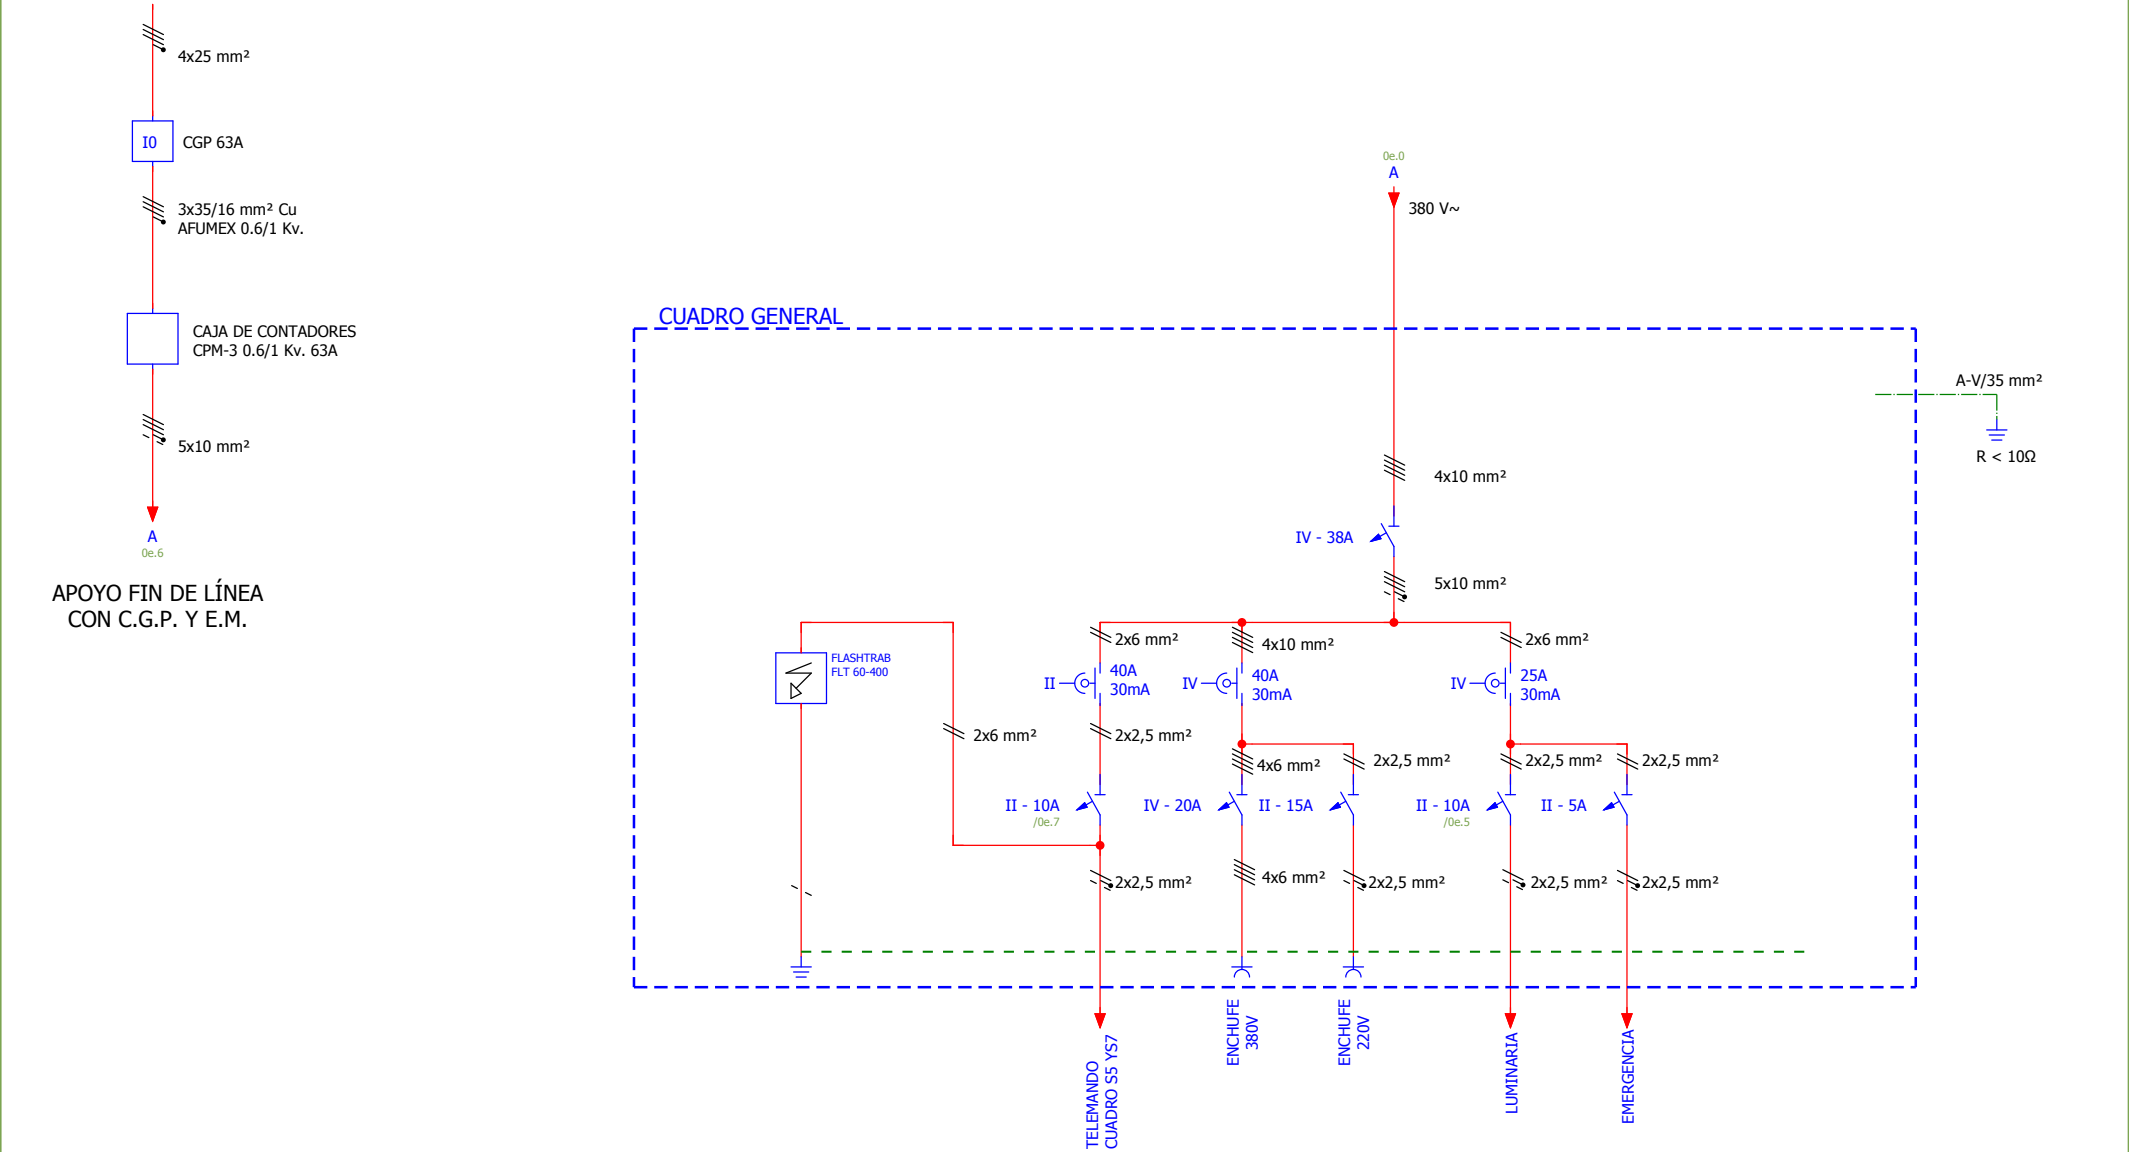 4x25 mm²
I0
CGP 63A
3x35/16 mm² Cu
AFUMEX 0.6/1 Kv.
CAJA DE CONTADORES
CPM-3 0.6/1 Kv. 63A
5x10 mm²
A
0e.6
APOYO FIN DE LÍNEA
CON C.G.P. Y E.M.
0e.0
A
380 V~
CUADRO GENERAL
A-V/35 mm²
R < 10Ω
4x10 mm²
IV - 38A
5x10 mm²
FLASHTRAB
FLT 60-400
2x6 mm²
2x6 mm²
II
40A
30mA
2x2,5 mm²
II - 10A
/0e.7
2x2,5 mm²
4x10 mm²
IV
40A
30mA
4x6 mm²
IV - 20A
4x6 mm²
2x2,5 mm²
II - 15A
2x2,5 mm²
2x6 mm²
IV
25A
30mA
2x2,5 mm²
II - 10A
/0e.5
2x2,5 mm²
2x2,5 mm²
II - 5A
2x2,5 mm²
TELEMANDO
CUADRO S5 YS7
ENCHUFE
380V
ENCHUFE
220V
LUMINARIA
EMERGENCIA